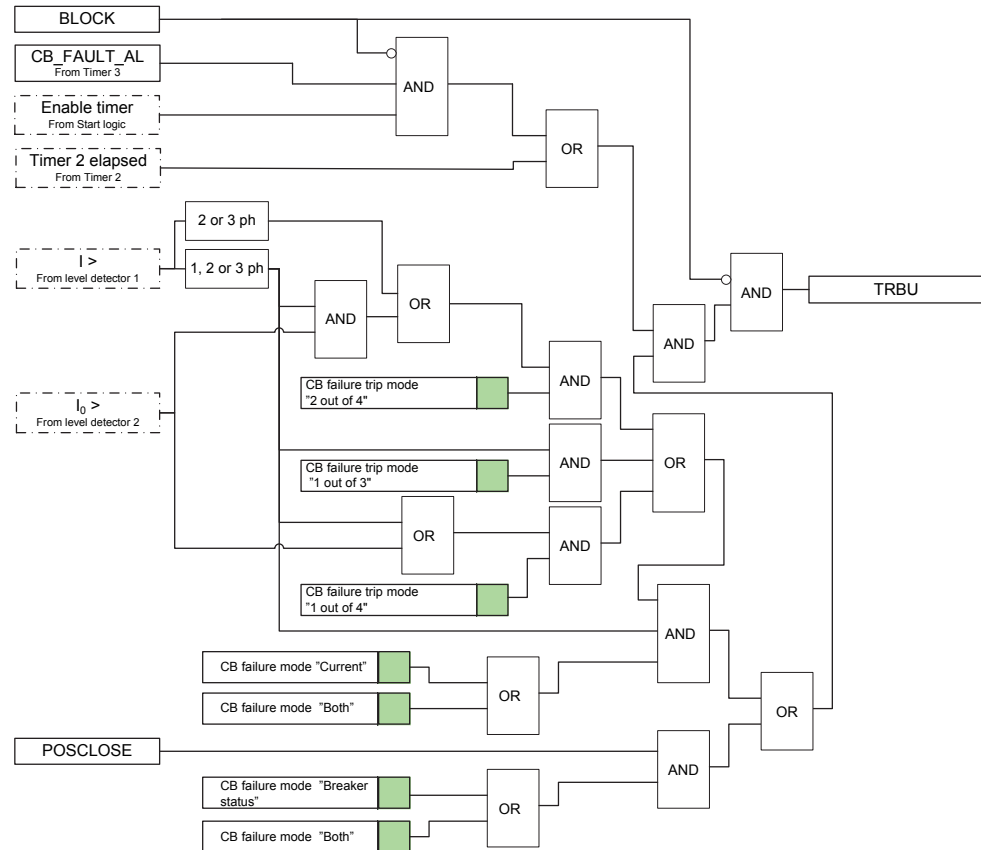 BLOCK
CB_FAULT_AL
From Timer 3
AND
Enable timer
From Start logic
OR
Timer 2 elapsed
From Timer 2
2 or 3 ph
I >
From level detector 1
1, 2 or 3 ph
AND
OR
AND
TRBU
AND
CB failure trip mode
"2 out of 4"
AND
I0 >
From level detector 2
CB failure trip mode
"1 out of 3"
AND
OR
OR
AND
CB failure trip mode
"1 out of 4"
AND
CB failure mode "Current"
OR
CB failure mode "Both"
OR
POSCLOSE
AND
CB failure mode "Breaker
status"
OR
CB failure mode "Both"